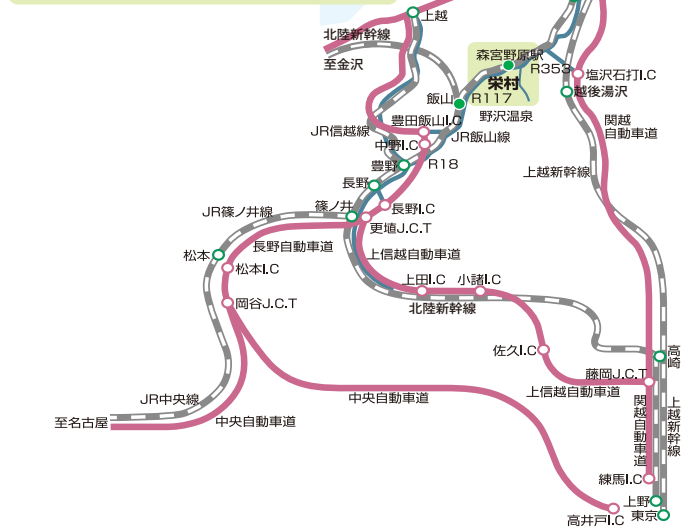 上越
北陸新幹線
至金沢
森宮野原駅
栄村
R353
塩沢石打I.C
越後湯沢
飯山
R117
野沢温泉
関越
自動車道
豊田飯山I.C
JR信越線
JR飯山線
中野I.C
豊野
R18
上越新幹線
長野
長野I.C
篠ノ井
JR篠ノ井線
更埴J.C.T
長野自動車道
上信越自動車道
松本
松本I.C
上田I.C
小諸I.C
北陸新幹線
岡谷J.C.T
佐久I.C
高崎
藤岡J.C.T
上信越自動車道
JR中央線
中央自動車道
至名古屋
中央自動車道
関越自動車道
上越新幹線
練馬I.C
上野
東京
高井戸I.C